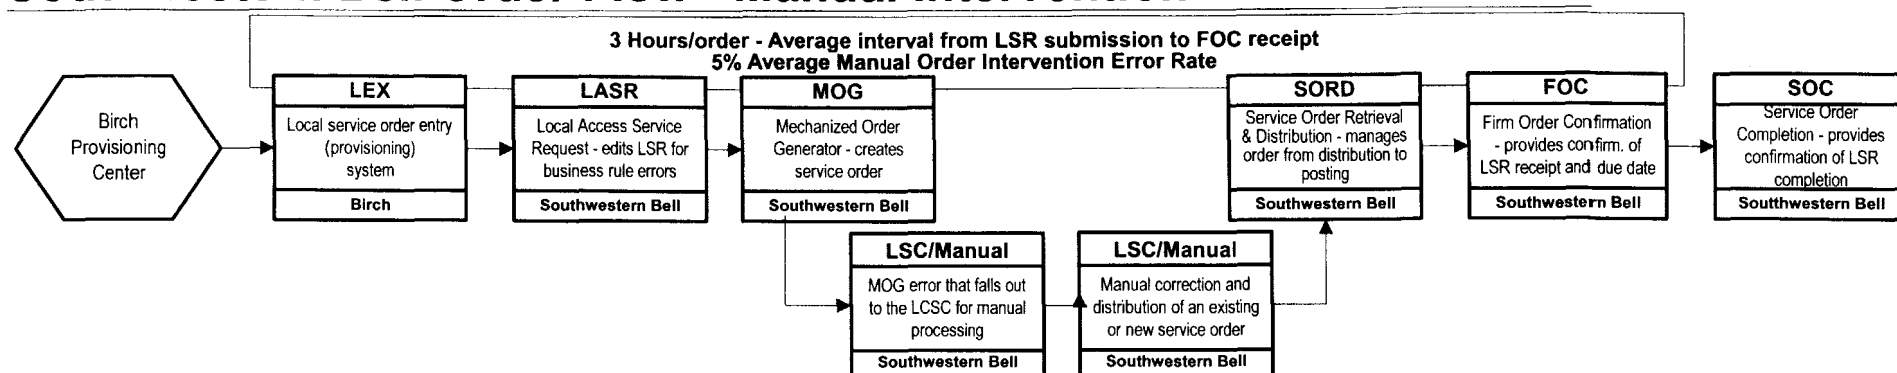 3 Hours/order - Average interval from LSR submission to FOC receipt
5% Average Manual Order Intervention Error Rate
Birch
Provisioning
Center
LEX
Local service order entry
(provisioning)
system
Birch
LASR
Local Access Service
Request - edits LSR for
business rule errors
Southwestern Bell
MOG
Mechanized Order
Generator - creates
service order
Southwestern Bell
LSC/Manual
MOG error that falls out
to the LCSC for manual
processing
Southwestern Bell
LSC/Manual
Manual correction and
distribution of an existing
or new service order
Southwestern Bell
SORD
Service Order Retrieval
& Distribution - manages
order from distribution to
posting
Southwestern Bell
FOC
Firm Order Confirmation
- provides confirm. of
LSR receipt and due date
Southwestern Bell
SOC
Service Order
Completion - provides
confirmation of LSR
completion
Southwestern Bell